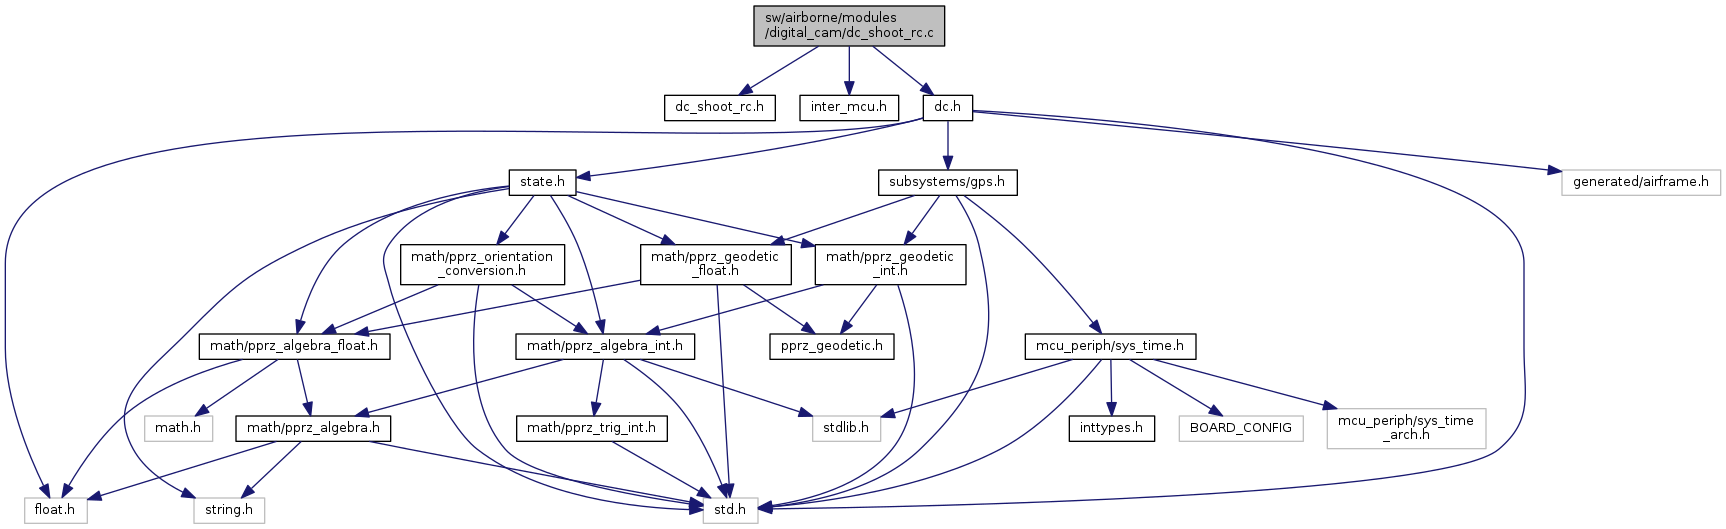 sw/airborne/modules
/digital_cam/dc_shoot_rc.c
dc_shoot_rc.h
inter_mcu.h
dc.h
state.h
subsystems/gps.h
generated/airframe.h
math/pprz_orientation
_conversion.h
math/pprz_geodetic
_float.h
math/pprz_geodetic
_int.h
math/pprz_algebra_float.h
math/pprz_algebra_int.h
pprz_geodetic.h
mcu_periph/sys_time.h
math.h
math/pprz_algebra.h
math/pprz_trig_int.h
stdlib.h
inttypes.h
BOARD_CONFIG
mcu_periph/sys_time
_arch.h
float.h
string.h
std.h